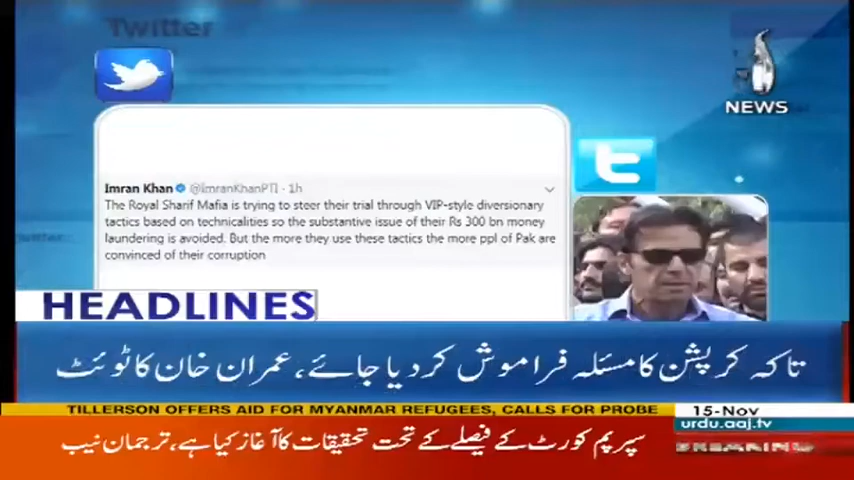 Twitter
NEWS
Imran Khan @ImranKhanPTI · 1h
The Royal Sharif Mafia is trying to steer their trial through VIP-style diversionary
tactics based on technicalities so the substantive issue of their Rs 300 bn money
laundering is avoided. But the more they use these tactics the more ppl of Pak are
convinced of their corruption
HEADLINES
تاکہ کرپشن کا مسئلہ فراموش کردیا جائے، عمران خان کا ٹوئٹ
TILLERSON OFFERS AID FOR MYANMAR REFUGEES, CALLS FOR PROBE
15-Nov
urdu.aaj.tv
سپریم کورٹ کے فیصلے کے تحت تحقیقات کا آغاز کیا ہے، ترجمان نیب